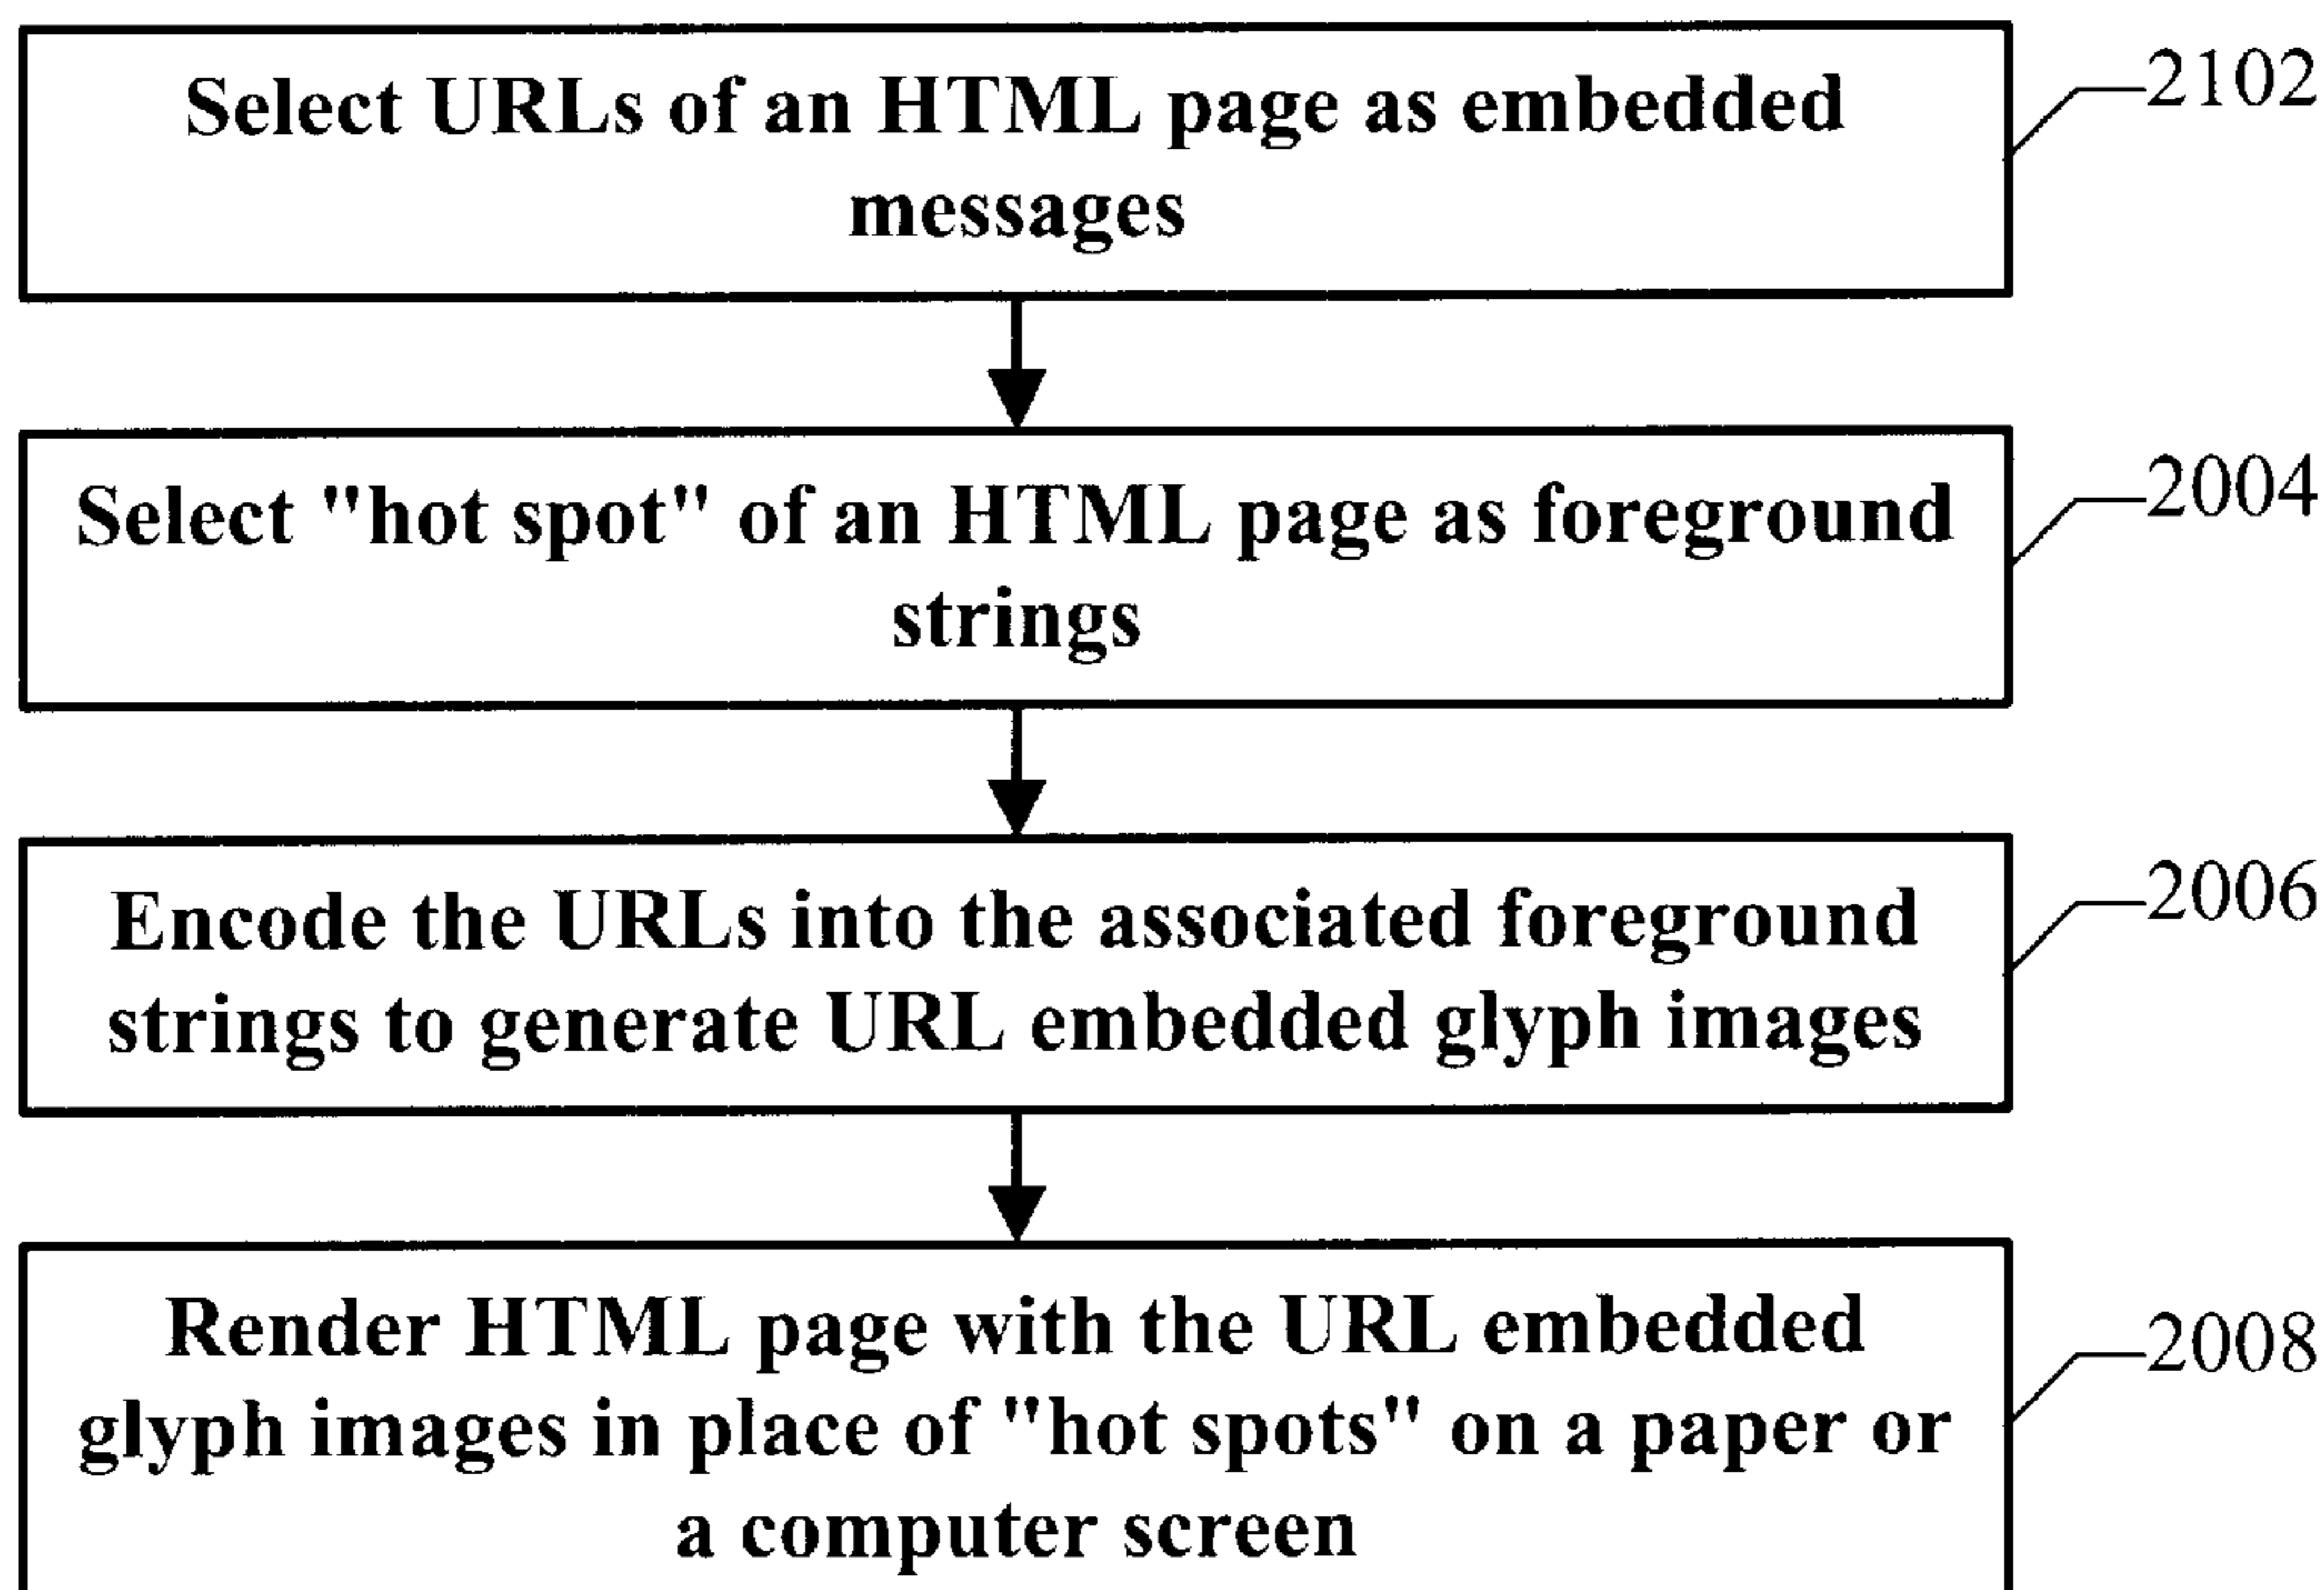 Select URLs of an HTML page as embedded
messages
2102
Select "hot spot" of an HTML page as foreground
strings
2004
Encode the URLs into the associated foreground
strings to generate URL embedded glyph images
2006
Render HTML page with the URL embedded
glyph images in place of "hot spots" on a paper or
a computer screen
2008